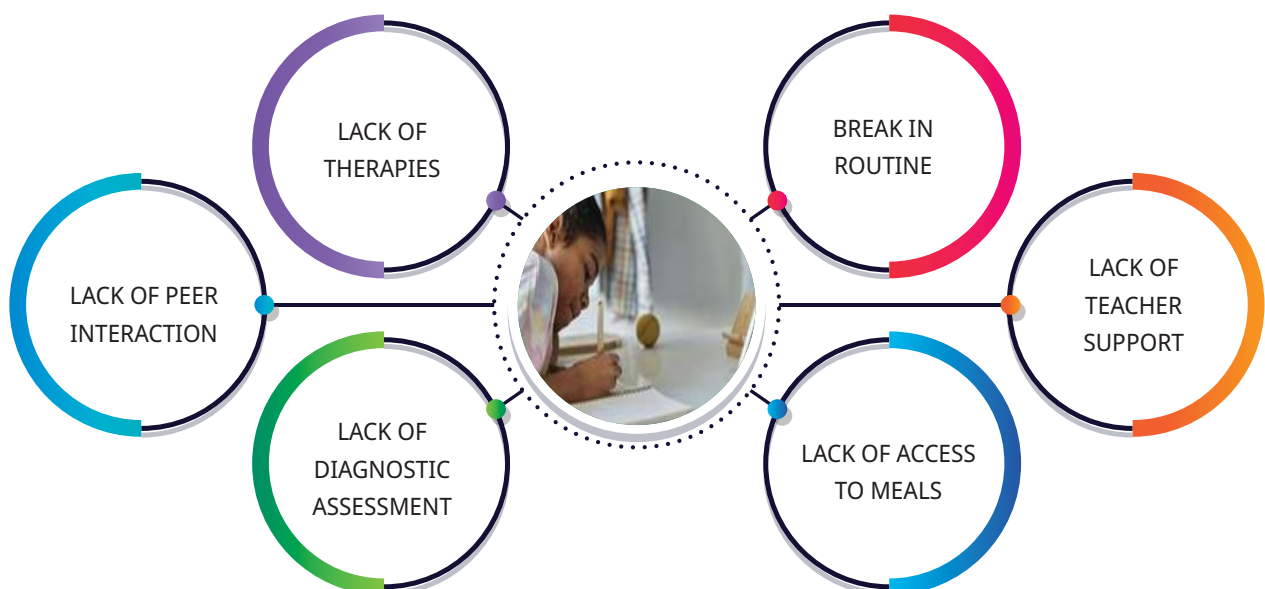 LACK OF
THERAPIES
BREAK IN
ROUTINE
LACK OF PEER
INTERACTION
LACK OF
TEACHER
SUPPORT
LACK OF
DIAGNOSTIC
ASSESSMENT
LACK OF ACCESS
TO MEALS